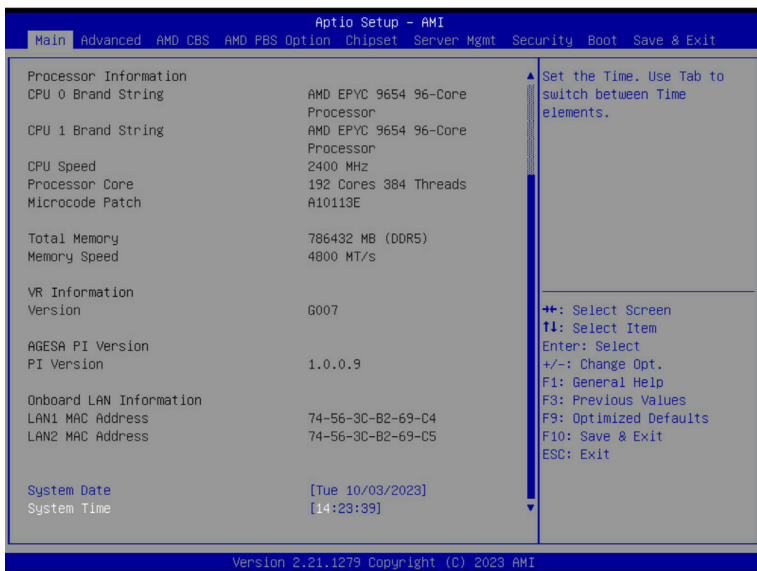 Aptio Setup - AMI
Main Advanced AMD CBS AMD PBS Option Chipset Server Mgmt Security Boot Save & Exit
Processor Information
CPU 0 Brand String AMD EPYC 9654 96-Core
Processor
CPU 1 Brand String AMD EPYC 9654 96-Core
Processor
CPU Speed 2400 MHz
Processor Core 192 Cores 384 Threads
Microcode Patch A10113E
Total Memory 786432 MB (DDR5)
Memory Speed 4800 MT/s
VR Information
Version G007
AGESA PI Version
PI Version 1.0.0.9
Onboard LAN Information
LAN1 MAC Address 74-56-3C-B2-69-C4
LAN2 MAC Address 74-56-3C-B2-69-C5
System Date [Tue 10/03/2023]
System Time [14:23:39]
Set the Time. Use Tab to
switch between Time
elements.
→←: Select Screen
↑↓: Select Item
Enter: Select
+/-: Change Opt.
F1: General Help
F3: Previous Values
F9: Optimized Defaults
F10: Save & Exit
ESC: Exit
Version 2.21.1279 Copyright (C) 2023 AMI